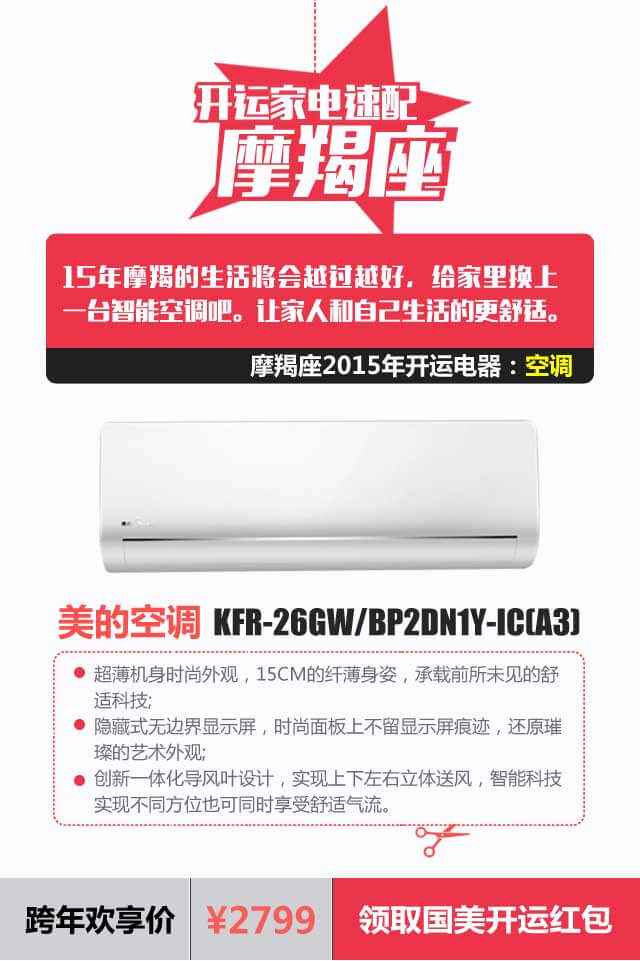 开运家电速配
摩羯座
15年摩羯的生活将会越过越好，给家里换上
一台智能空调吧。让家人和自己生活的更舒适。
摩羯座2015年开运电器：空调
美的空调 KFR-26GW/BP2DN1Y-IC(A3)
超薄机身时尚外观，15CM的纤薄身姿，承载前所未见的舒
适科技;
隐藏式无边界显示屏，时尚面板上不留显示屏痕迹，还原璀
璨的艺术外观;
创新一体化导风叶设计，实现上下左右立体送风，智能科技
实现不同方位也可同时享受舒适气流。
跨年欢享价 ¥2799 领取国美开运红包